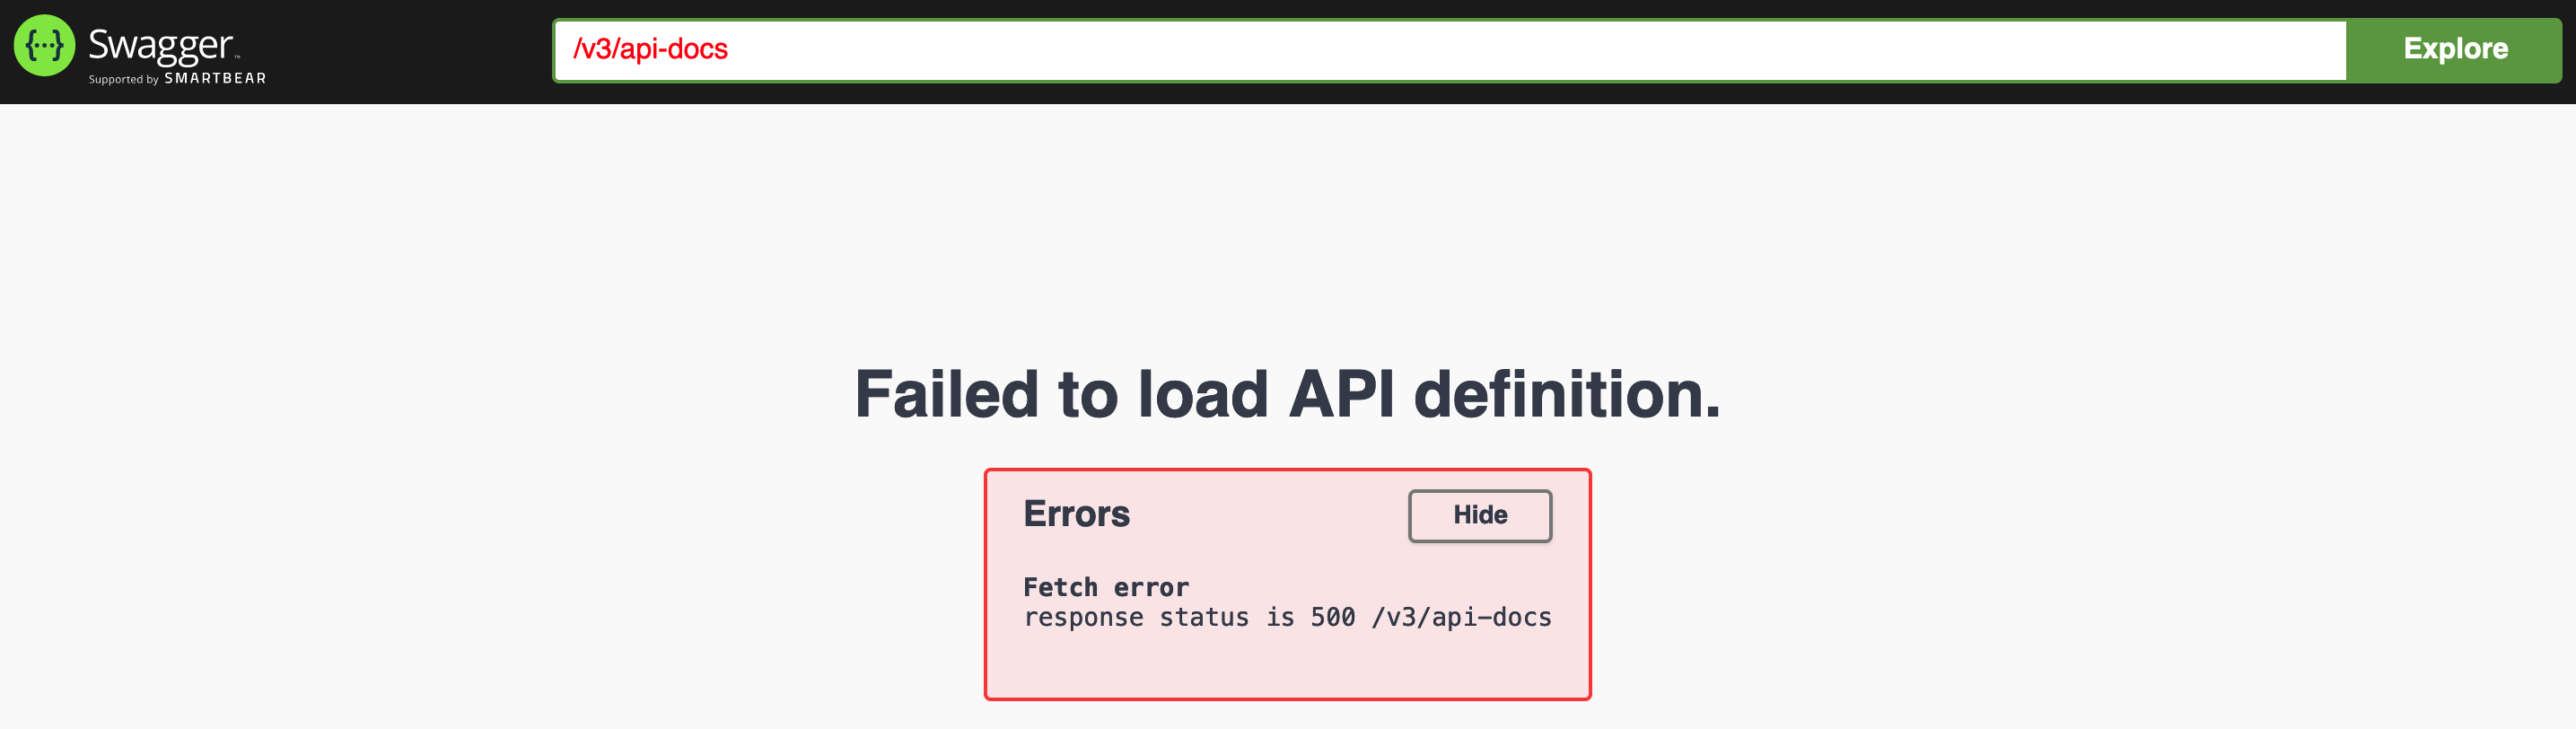 {···} Swagger™
Supported by SMARTBEAR
/v3/api-docs
Explore
Failed to load API definition.
Errors
Hide
Fetch error
response status is 500 /v3/api-docs